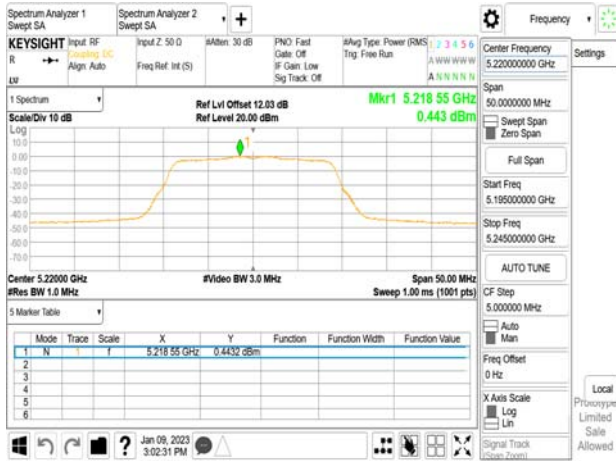 Spectrum Analyzer 1
Swept SA
Spectrum Analyzer 2
Swept SA
+
Frequency
KEYSIGHT
R
LXI
Input: RF
Coupling: DC
Align: Auto
Input Z: 50 Ω
Freq Ref: Int (S)
#Atten: 30 dB
PNO: Fast
Gate: Off
IF Gain: Low
Sig Track: Off
#Avg Type: Power (RMS
Trig: Free Run
1 2 3 4 5 6
A W W W W W
A N N N N N
1 Spectrum
Scale/Div 10 dB
Log
Ref Lvl Offset 12.03 dB
Ref Level 20.00 dBm
Mkr1 5.218 55 GHz
0.443 dBm
10.0
0.00
-10.0
-20.0
-30.0
-40.0
-50.0
-60.0
-70.0
1
Center 5.22000 GHz
#Res BW 1.0 MHz
#Video BW 3.0 MHz
Span 50.00 MHz
Sweep 1.00 ms (1001 pts)
5 Marker Table
Mode Trace Scale X Y Function Function Width Function Value
1 N 1 f 5.218 55 GHz 0.4432 dBm
2
3
4
5
6
Jan 09, 2023
3:02:31 PM
Center Frequency
5.220000000 GHz
Settings
Span
50.0000000 MHz
Swept Span
Zero Span
Full Span
Start Freq
5.195000000 GHz
Stop Freq
5.245000000 GHz
AUTO TUNE
CF Step
5.000000 MHz
Auto
Man
Freq Offset
0 Hz
X Axis Scale
Log
Lin
Signal Track
(Span Zoom)
Local
Prototype
Limited
Sale
Allowed